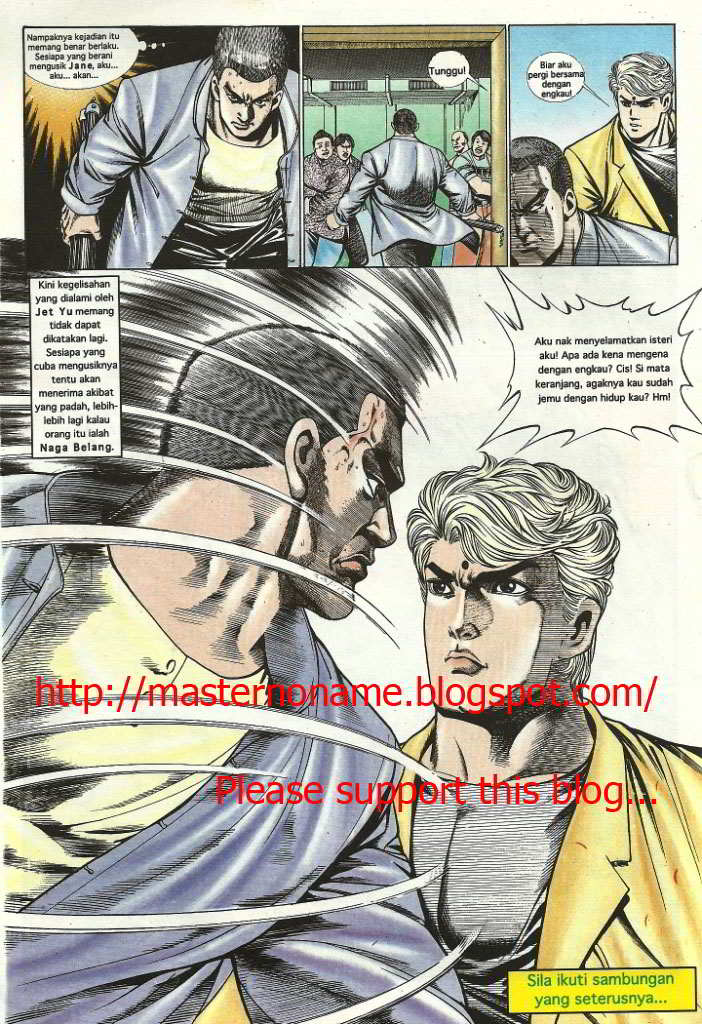 Nampaknya kejadian itu
memang benar berlaku.
Sesiapa yang berani
mengusik Jane, aku...
aku... akan...
Tunggu!
Biar aku
pergi bersama
dengan
engkau!
Kini kegelisahan
yang dialami oleh
Jet Yu memang
tidak dapat
dikatakan lagi.
Sesiapa yang
cuba mengusiknya
tentu akan
menerima akibat
yang padah, lebih-
lebih lagi kalau
orang itu ialah
Naga Belang.
Aku nak menyelamatkan isteri
aku! Apa ada kena mengena
dengan engkau? Cis! Si mata
keranjang, agaknya kau sudah
jemu dengan hidup kau? Hm!
http://masternoname.blogspot.com/
Please support this blog...
Sila ikuti sambungan
yang seterusnya...